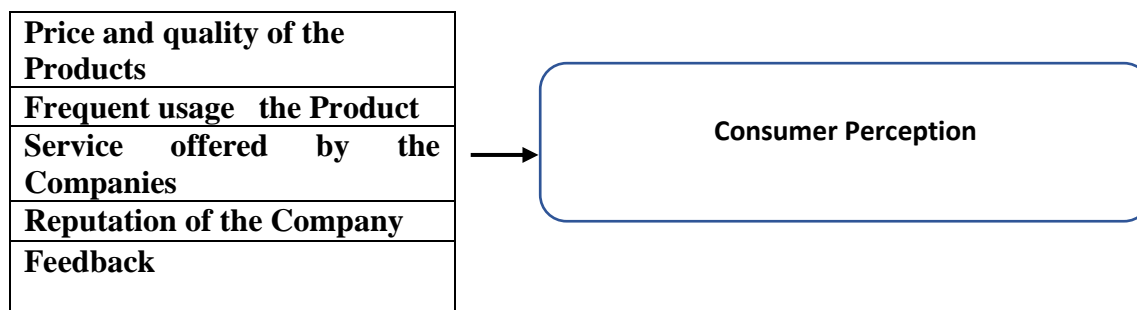 Price and quality of the
Products
Frequent usage the Product
Service offered by the
Companies
Reputation of the Company
Feedback
Consumer Perception